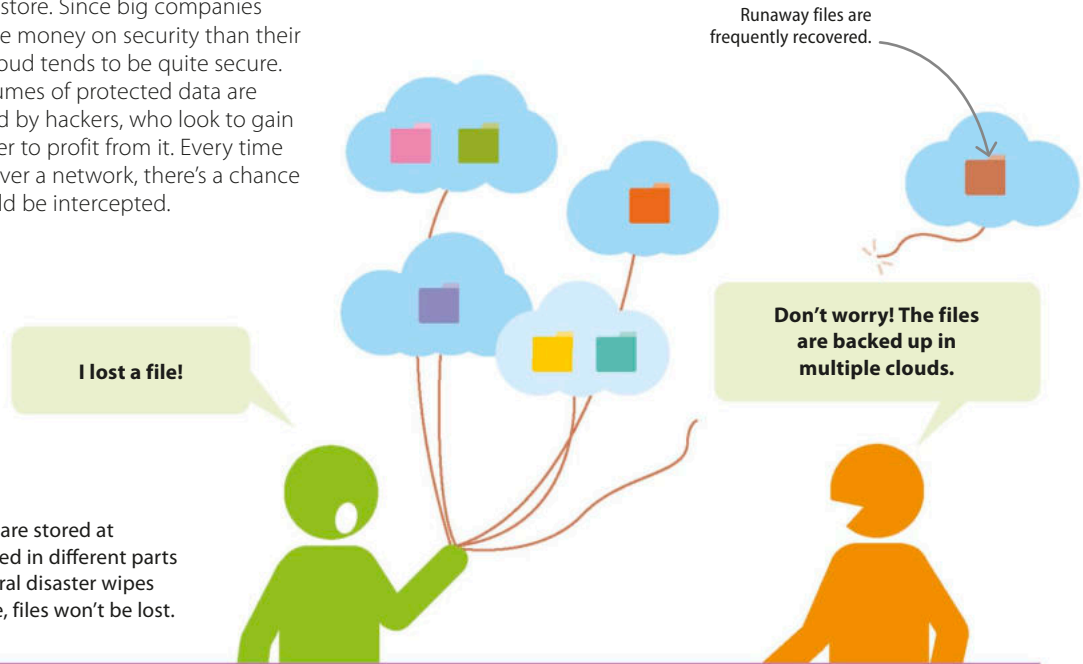 store. Since big companies
e money on security than their
oud tends to be quite secure.
umes of protected data are
d by hackers, who look to gain
er to profit from it. Every time
ver a network, there's a chance
ld be intercepted.
Runaway files are
frequently recovered.
I lost a file!
Don't worry! The files
are backed up in
multiple clouds.
are stored at
ed in different parts
ral disaster wipes
e, files won't be lost.